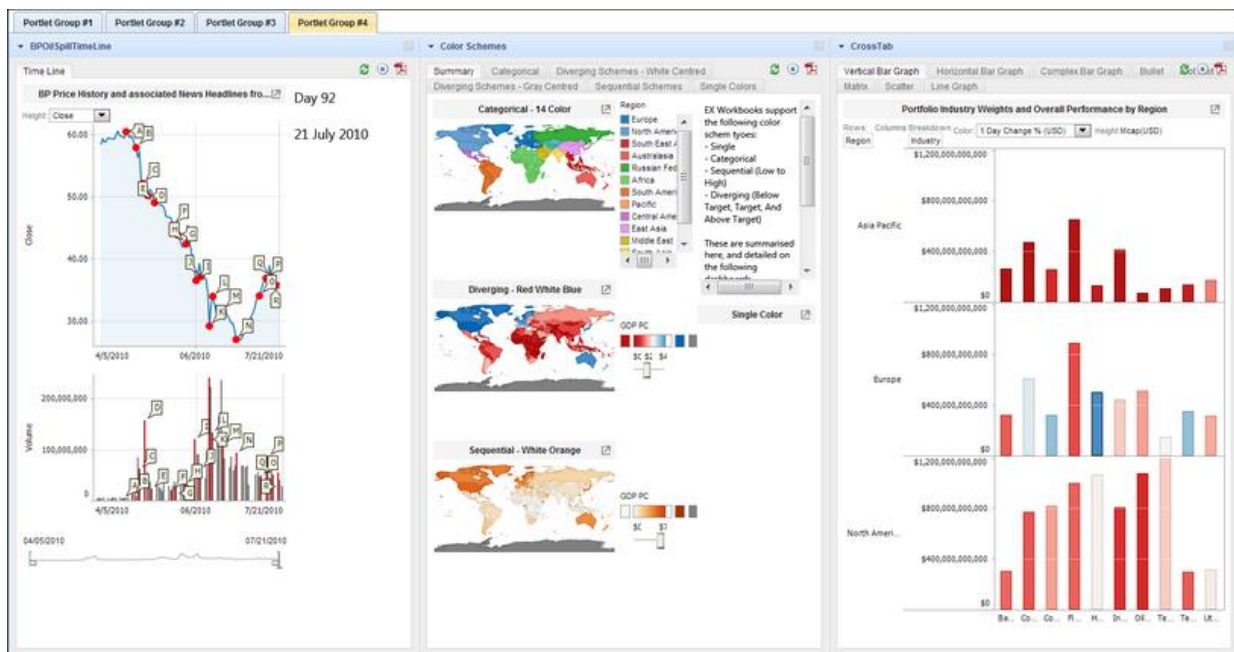 Portlet Group #1 Portlet Group #2 Portlet Group #3 Portlet Group #4
BPOilSpillTimeLine
Time Line
BP Price History and associated News Headlines fro...
Height: Close
Day 92
21 July 2010
60.00
50.00
40.00
30.00
Close
A B
C
E D
F
H G
J I
L
K M
N
Q P
O
R
4/5/2010 06/2010 7/21/2010
200,000,000
100,000,000
0
Volume
D
C
A B E F
G H
I
J
L
K M
N
Q P
O
R
4/5/2010 06/2010 7/21/2010
04/05/2010 07/21/2010
Color Schemes
Summary Categorical Diverging Schemes - White Centred
Diverging Schemes - Gray Centred Sequential Schemes Single Colors
Categorical - 14 Color
Region
Europe
North Ameri
South East A
Australasia
Russian Fed
Africa
South Ameri
Pacific
Central Ame
East Asia
Middle East
EX Workbooks support
the following color
schem tyoes:
- Single
- Categorical
- Sequential (Low to
High)
- Diverging (Below
Target, Target, And
Above Target)
These are summarised
here, and detailed on
the following
Diverging - Red White Blue
GDP PC
$0 $2 $4
Single Color
Sequential - White Orange
GDP PC
CrossTab
Vertical Bar Graph Horizontal Bar Graph Complex Bar Graph Bullet
Matrix Scatter Line Graph
Portfolio Industry Weights and Overall Performance by Region
Rows: Columns Breakdown Color: 1 Day Change % (USD) Height: Mcap(USD)
Region Industry
$1,200,000,000,000
$800,000,000,000
Asia Pacific
$400,000,000,000
$0
$1,200,000,000,000
$800,000,000,000
Europe
$400,000,000,000
$0
$1,200,000,000,000
$800,000,000,000
North Ameri...
$400,000,000,000
$0
Ba... Co... Co... Fi... H... In... Oil... Te... Te... Ut...